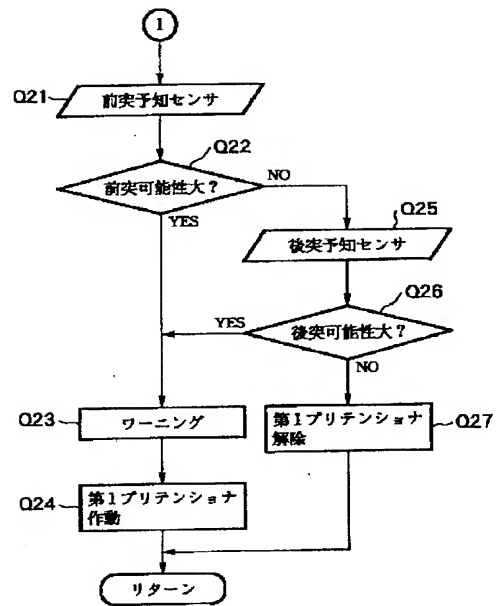 1
Q21
前突予知センサ
Q22
前突可能性大?
NO
YES
Q25
後突予知センサ
Q26
後突可能性大?
YES
NO
Q23
ワーニング
第1プリテンショナ
解除
Q27
Q24
第1プリテンショナ
作動
リターン